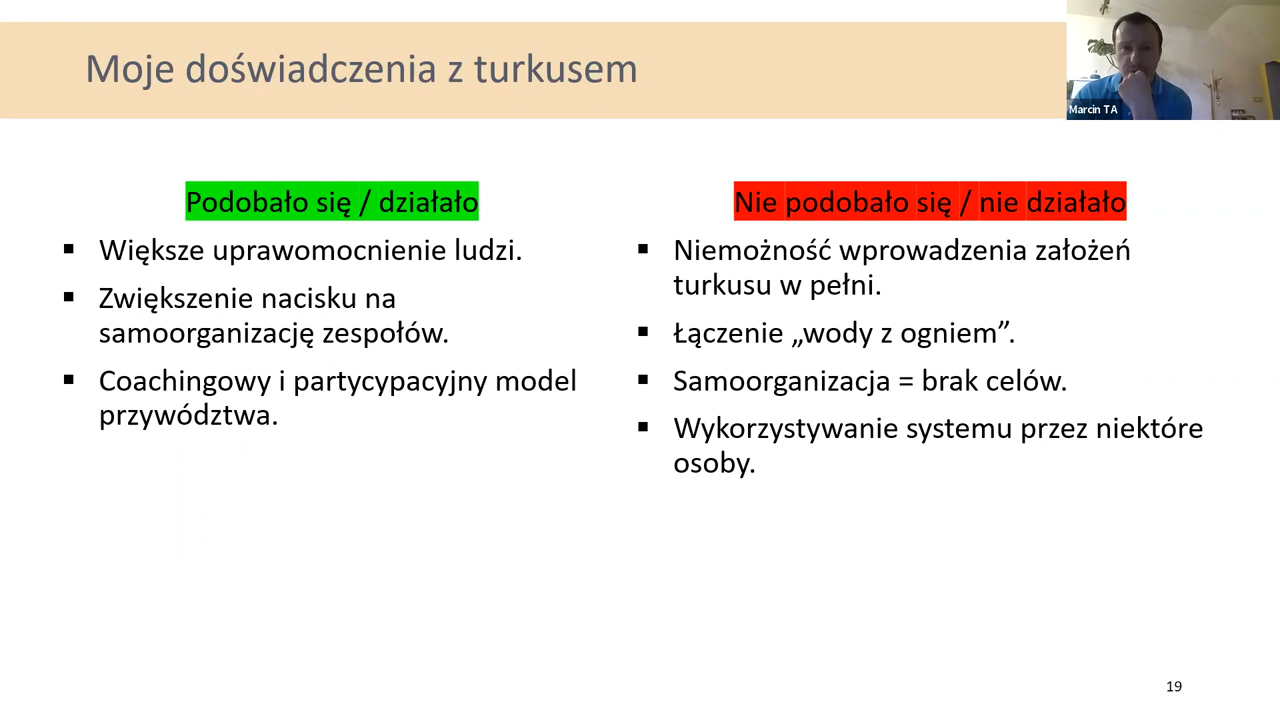 Moje doświadczenia z turkusem
Marcin T A
Podobało się / działało
Większe uprawomocnienie ludzi.
Zwiększenie nacisku na
samoorganizację zespołów.
Coachingowy i partycypacyjny model
przywództwa.
Nie podobało się / nie działało
Niemożność wprowadzenia założeń
turkusu w pełni.
Łączenie „wody z ogniem”.
Samoorganizacja = brak celów.
Wykorzystywanie systemu przez niektóre
osoby.
19